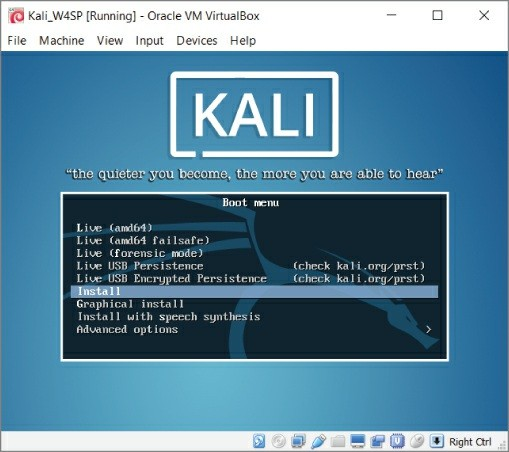 Kali_W4SP [Running] - Oracle VM VirtualBox
File Machine View Input Devices Help
KALI
“the quieter you become, the more you are able to hear”
Boot menu
Live (amd64)
Live (amd64 failsafe)
Live (forensic mode)
Live USB Persistence (check kali.org/prst)
Live USB Encrypted Persistence (check kali.org/prst)
Install
Graphical install
Install with speech synthesis
Advanced options >
Right Ctrl